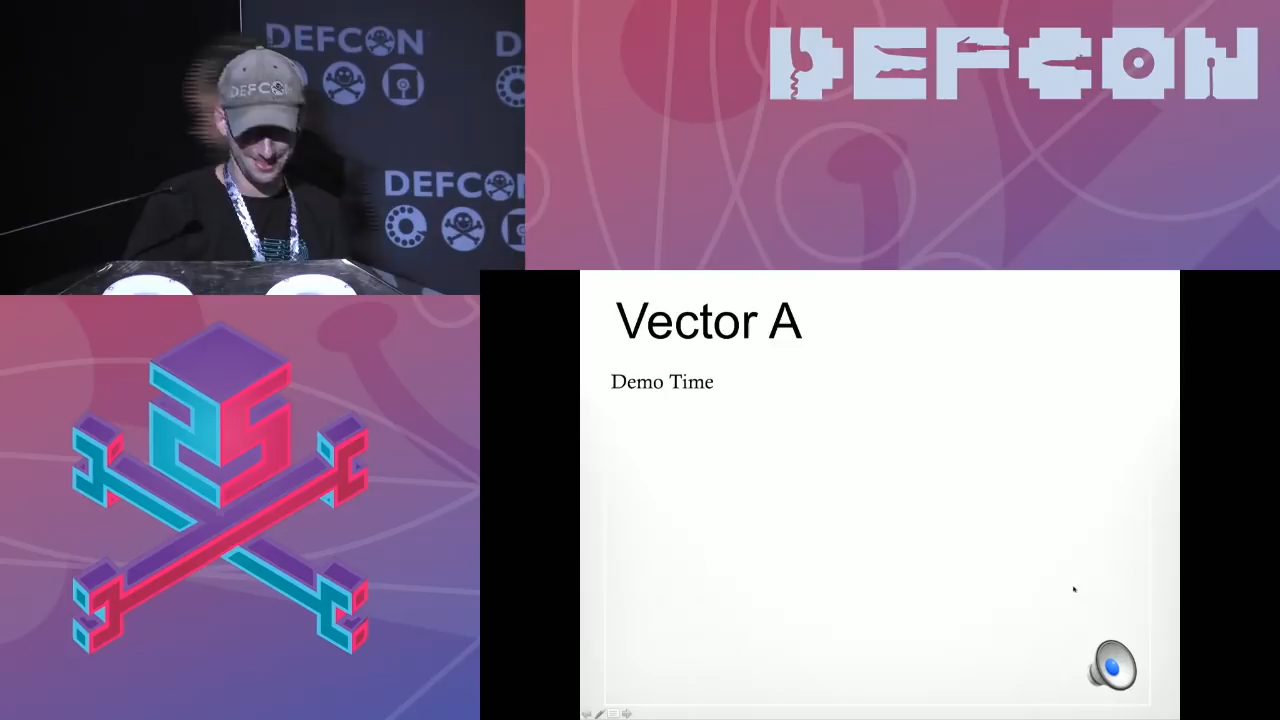 DEFCON
D
DEFCON
DEFCON
DEFCON
Vector A
Demo Time